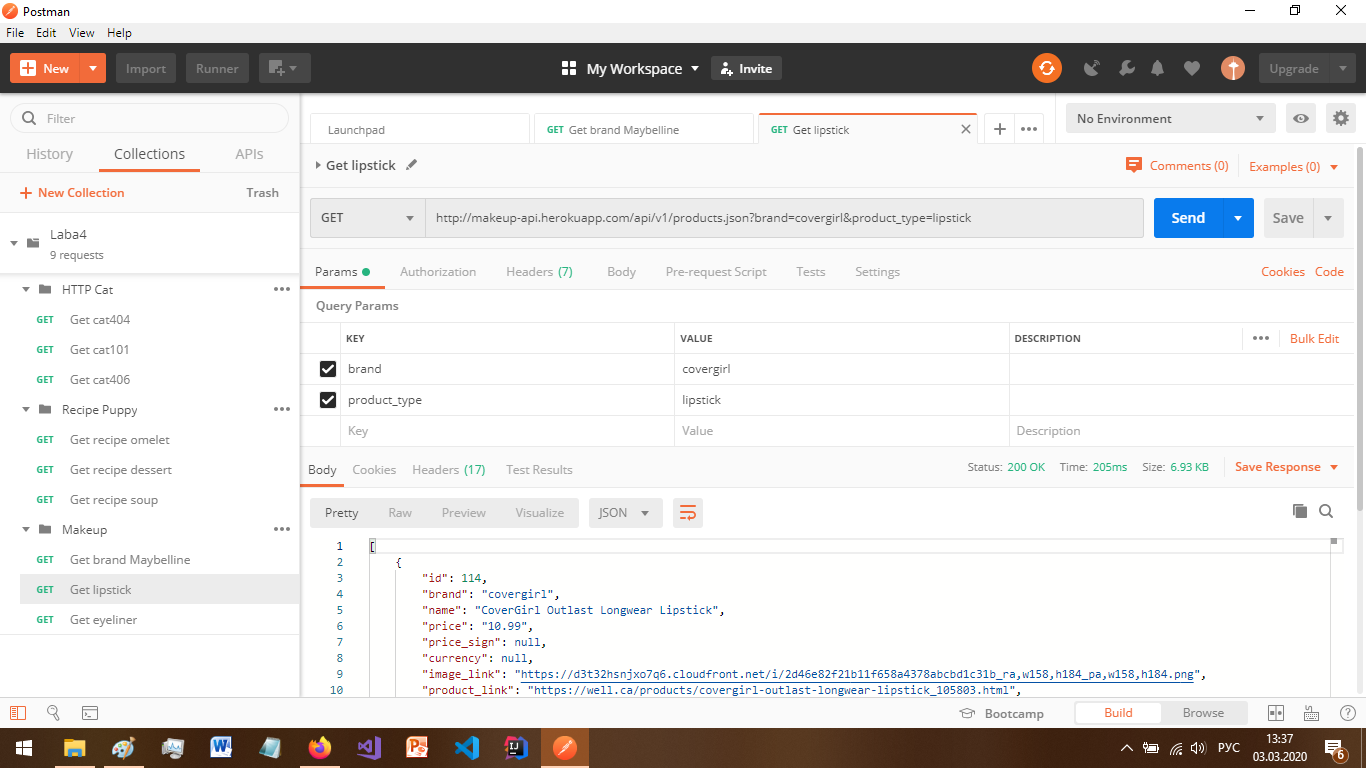 Postman
File Edit View Help
New Import Runner My Workspace Invite Upgrade
Filter
History Collections APIs
New Collection Trash
Laba4
9 requests
HTTP Cat
GET Get cat404
GET Get cat101
GET Get cat406
Recipe Puppy
GET Get recipe omelet
GET Get recipe dessert
GET Get recipe soup
Makeup
GET Get brand Maybelline
GET Get lipstick
GET Get eyeliner
Launchpad GET Get brand Maybelline GET Get lipstick
No Environment
Get lipstick Comments (0) Examples (0)
GET http://makeup-api.herokuapp.com/api/v1/products.json?brand=covergirl&product_type=lipstick Send Save
Params Authorization Headers (7) Body Pre-request Script Tests Settings Cookies Code
Query Params
KEY VALUE DESCRIPTION Bulk Edit
brand covergirl
product_type lipstick
Key Value Description
Body Cookies Headers (17) Test Results Status: 200 OK Time: 205ms Size: 6.93 KB Save Response
Pretty Raw Preview Visualize JSON
1 [
2 {
3 "id": 114,
4 "brand": "covergirl",
5 "name": "CoverGirl Outlast Longwear Lipstick",
6 "price": "10.99",
7 "price_sign": null,
8 "currency": null,
9 "image_link": "https://d3t32hsnjxo7q6.cloudfront.net/i/2d46e82f21b11f658a4378abcbd1c31b_ra,w158,h184_pa,w158,h184.png",
10 "product_link": "https://well.ca/products/covergirl-outlast-longwear-lipstick_105803.html",
Bootcamp Build Browse
РУС 13:37
03.03.2020 6